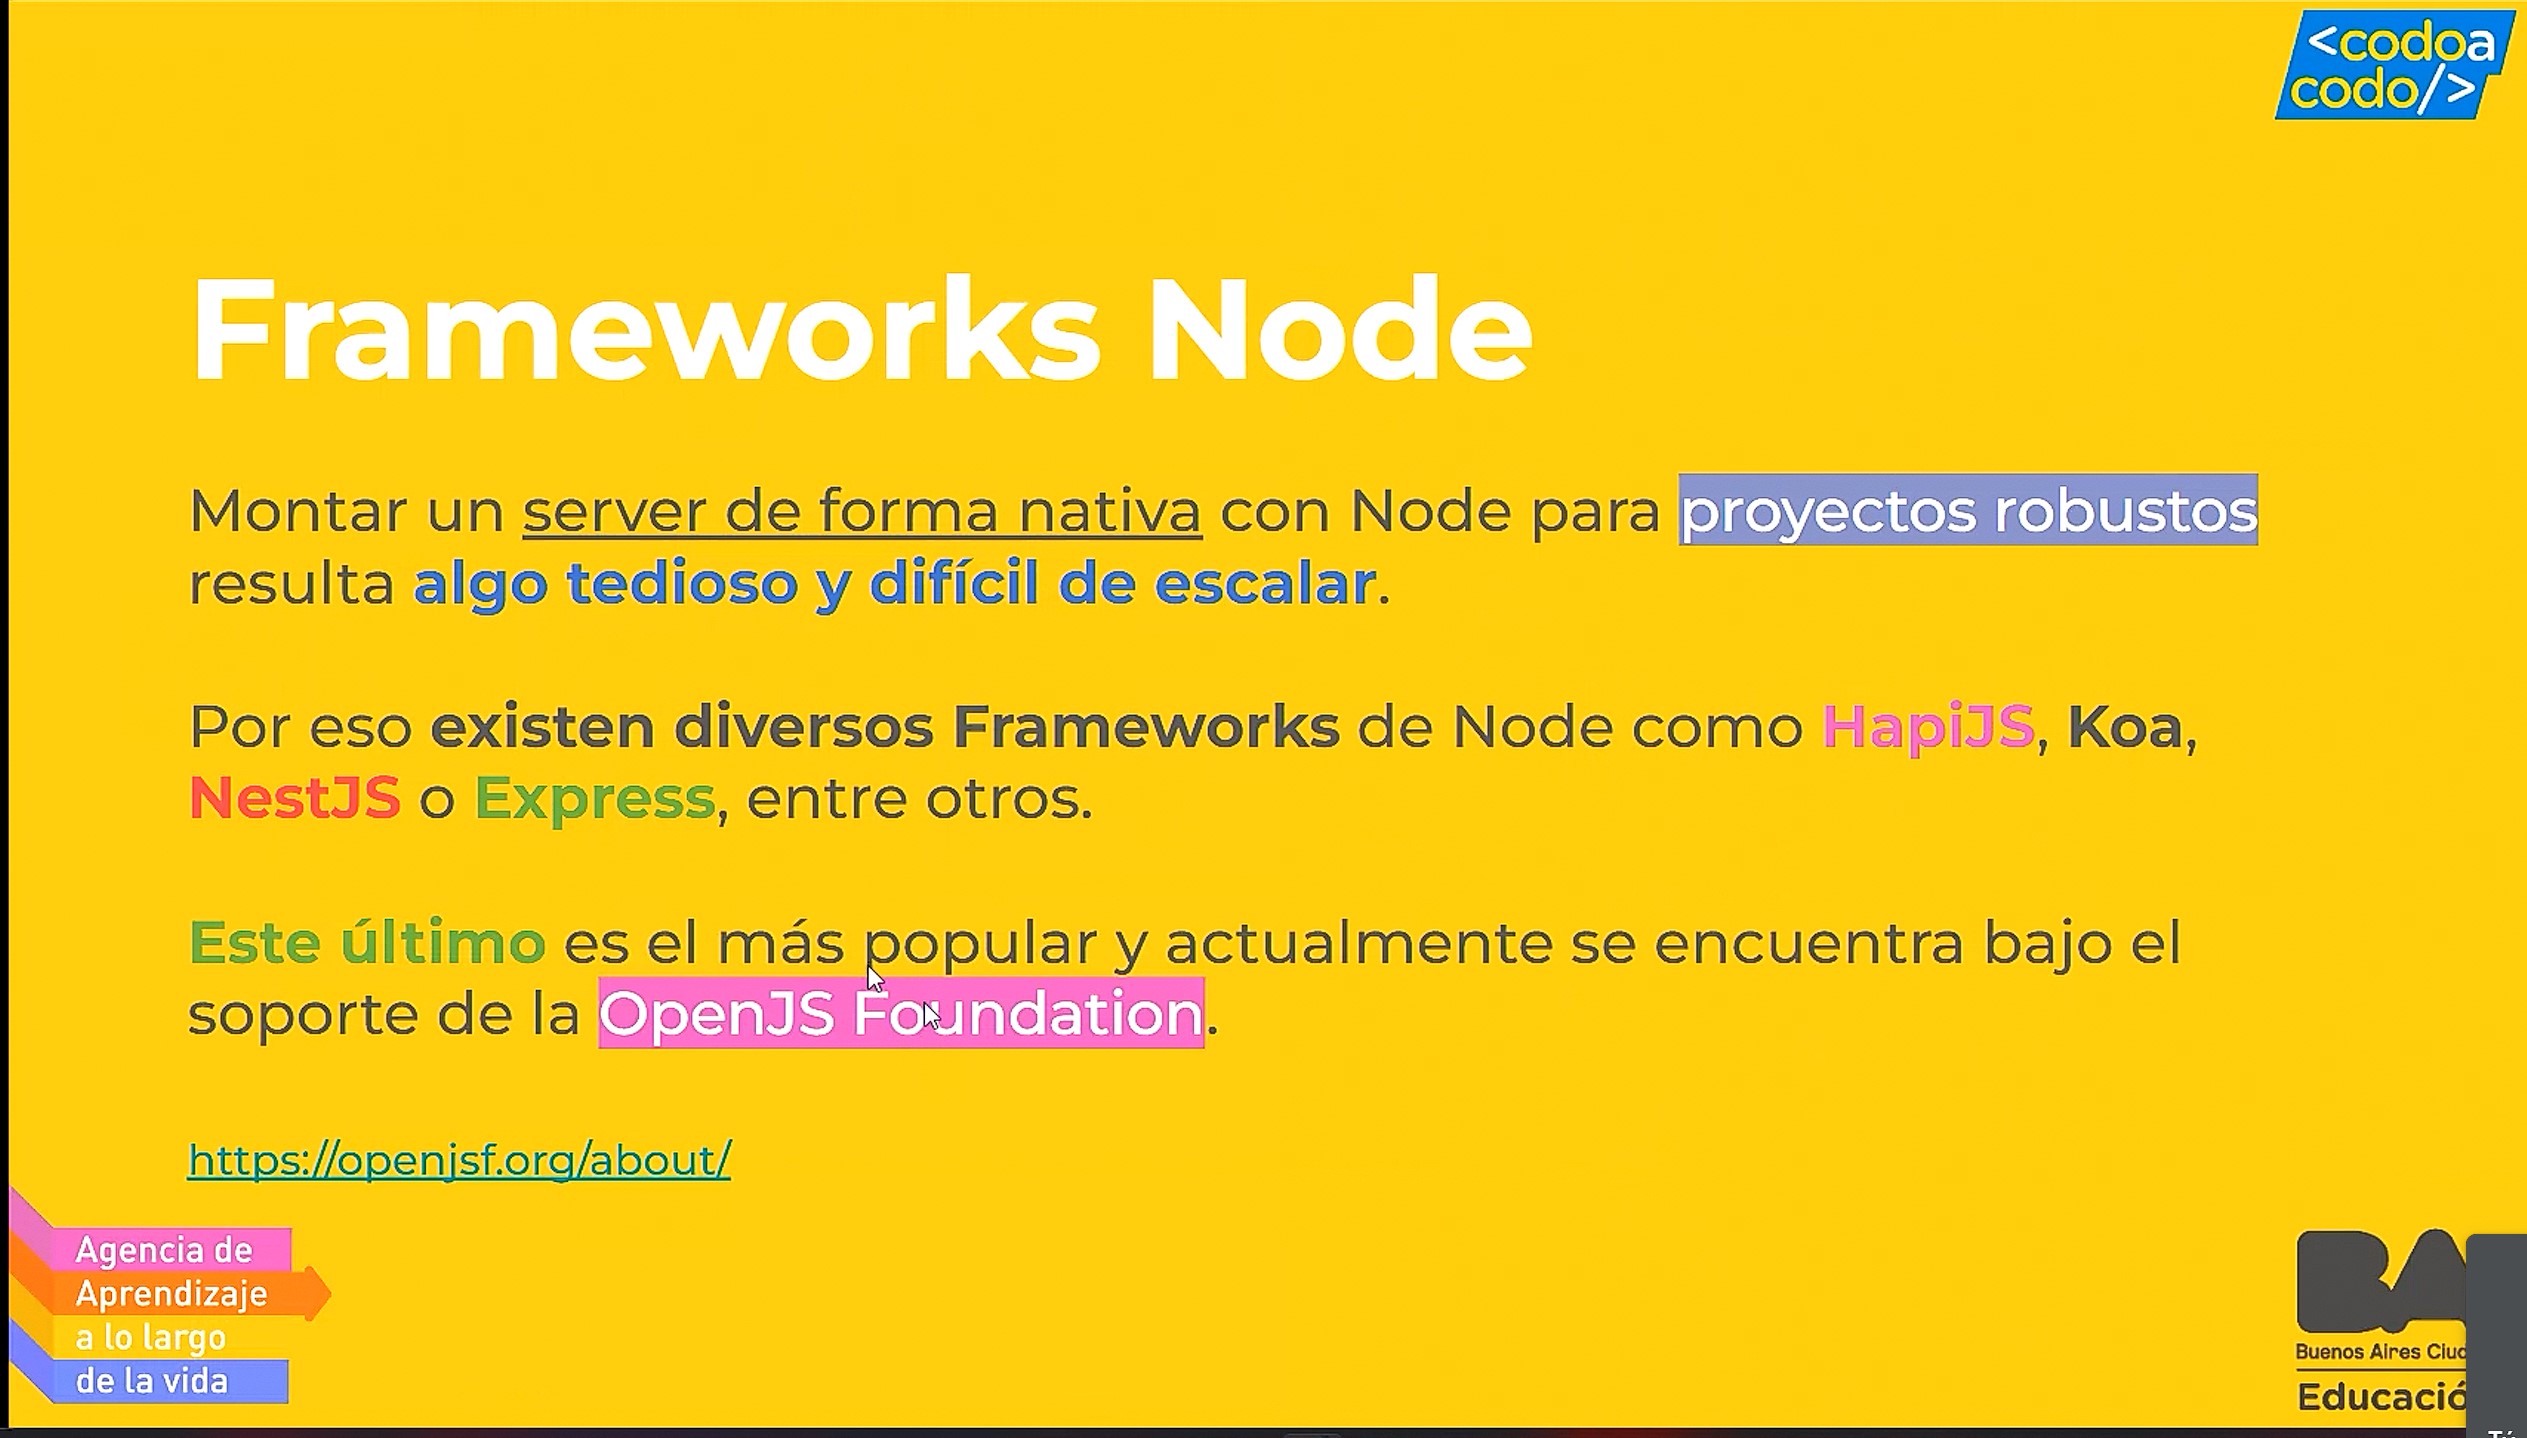 <codoa
codo/>
Frameworks Node
Montar un server de forma nativa con Node para proyectos robustos
resulta algo tedioso y difícil de escalar.
Por eso existen diversos Frameworks de Node como HapiJS, Koa,
NestJS o Express, entre otros.
Este último es el más popular y actualmente se encuentra bajo el
soporte de la OpenJS Foundation.
https://openjsf.org/about/
Agencia de
Aprendizaje
a lo largo
de la vida
BA
Buenos Aires Ciud
Educació